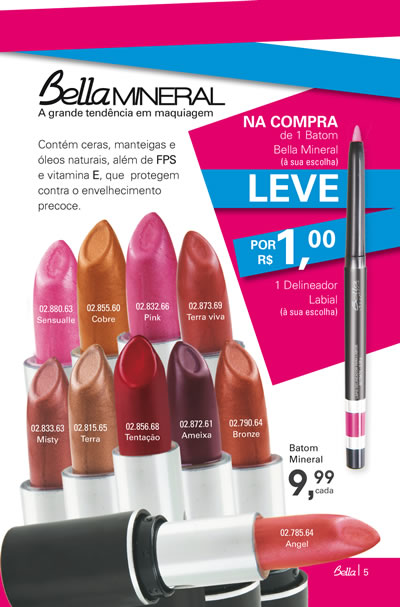 Bella MINERAL
A grande tendência em maquiagem
Contém ceras, manteigas e
óleos naturais, além de FPS
e vitamina E, que protegem
contra o envelhecimento
precoce.
NA COMPRA
de 1 Batom
Bella Mineral
(à sua escolha)
LEVE
POR
R$ 1,00
1 Delineador
Labial
(à sua escolha)
02.880.63
Sensualle
02.855.60
Cobre
02.832.66
Pink
02.873.69
Terra viva
02.833.63
Misty
02.815.65
Terra
02.856.68
Tentação
02.872.61
Ameixa
02.790.64
Bronze
Batom
Mineral
9,99
cada
02.785.64
Angel
Bella | 5